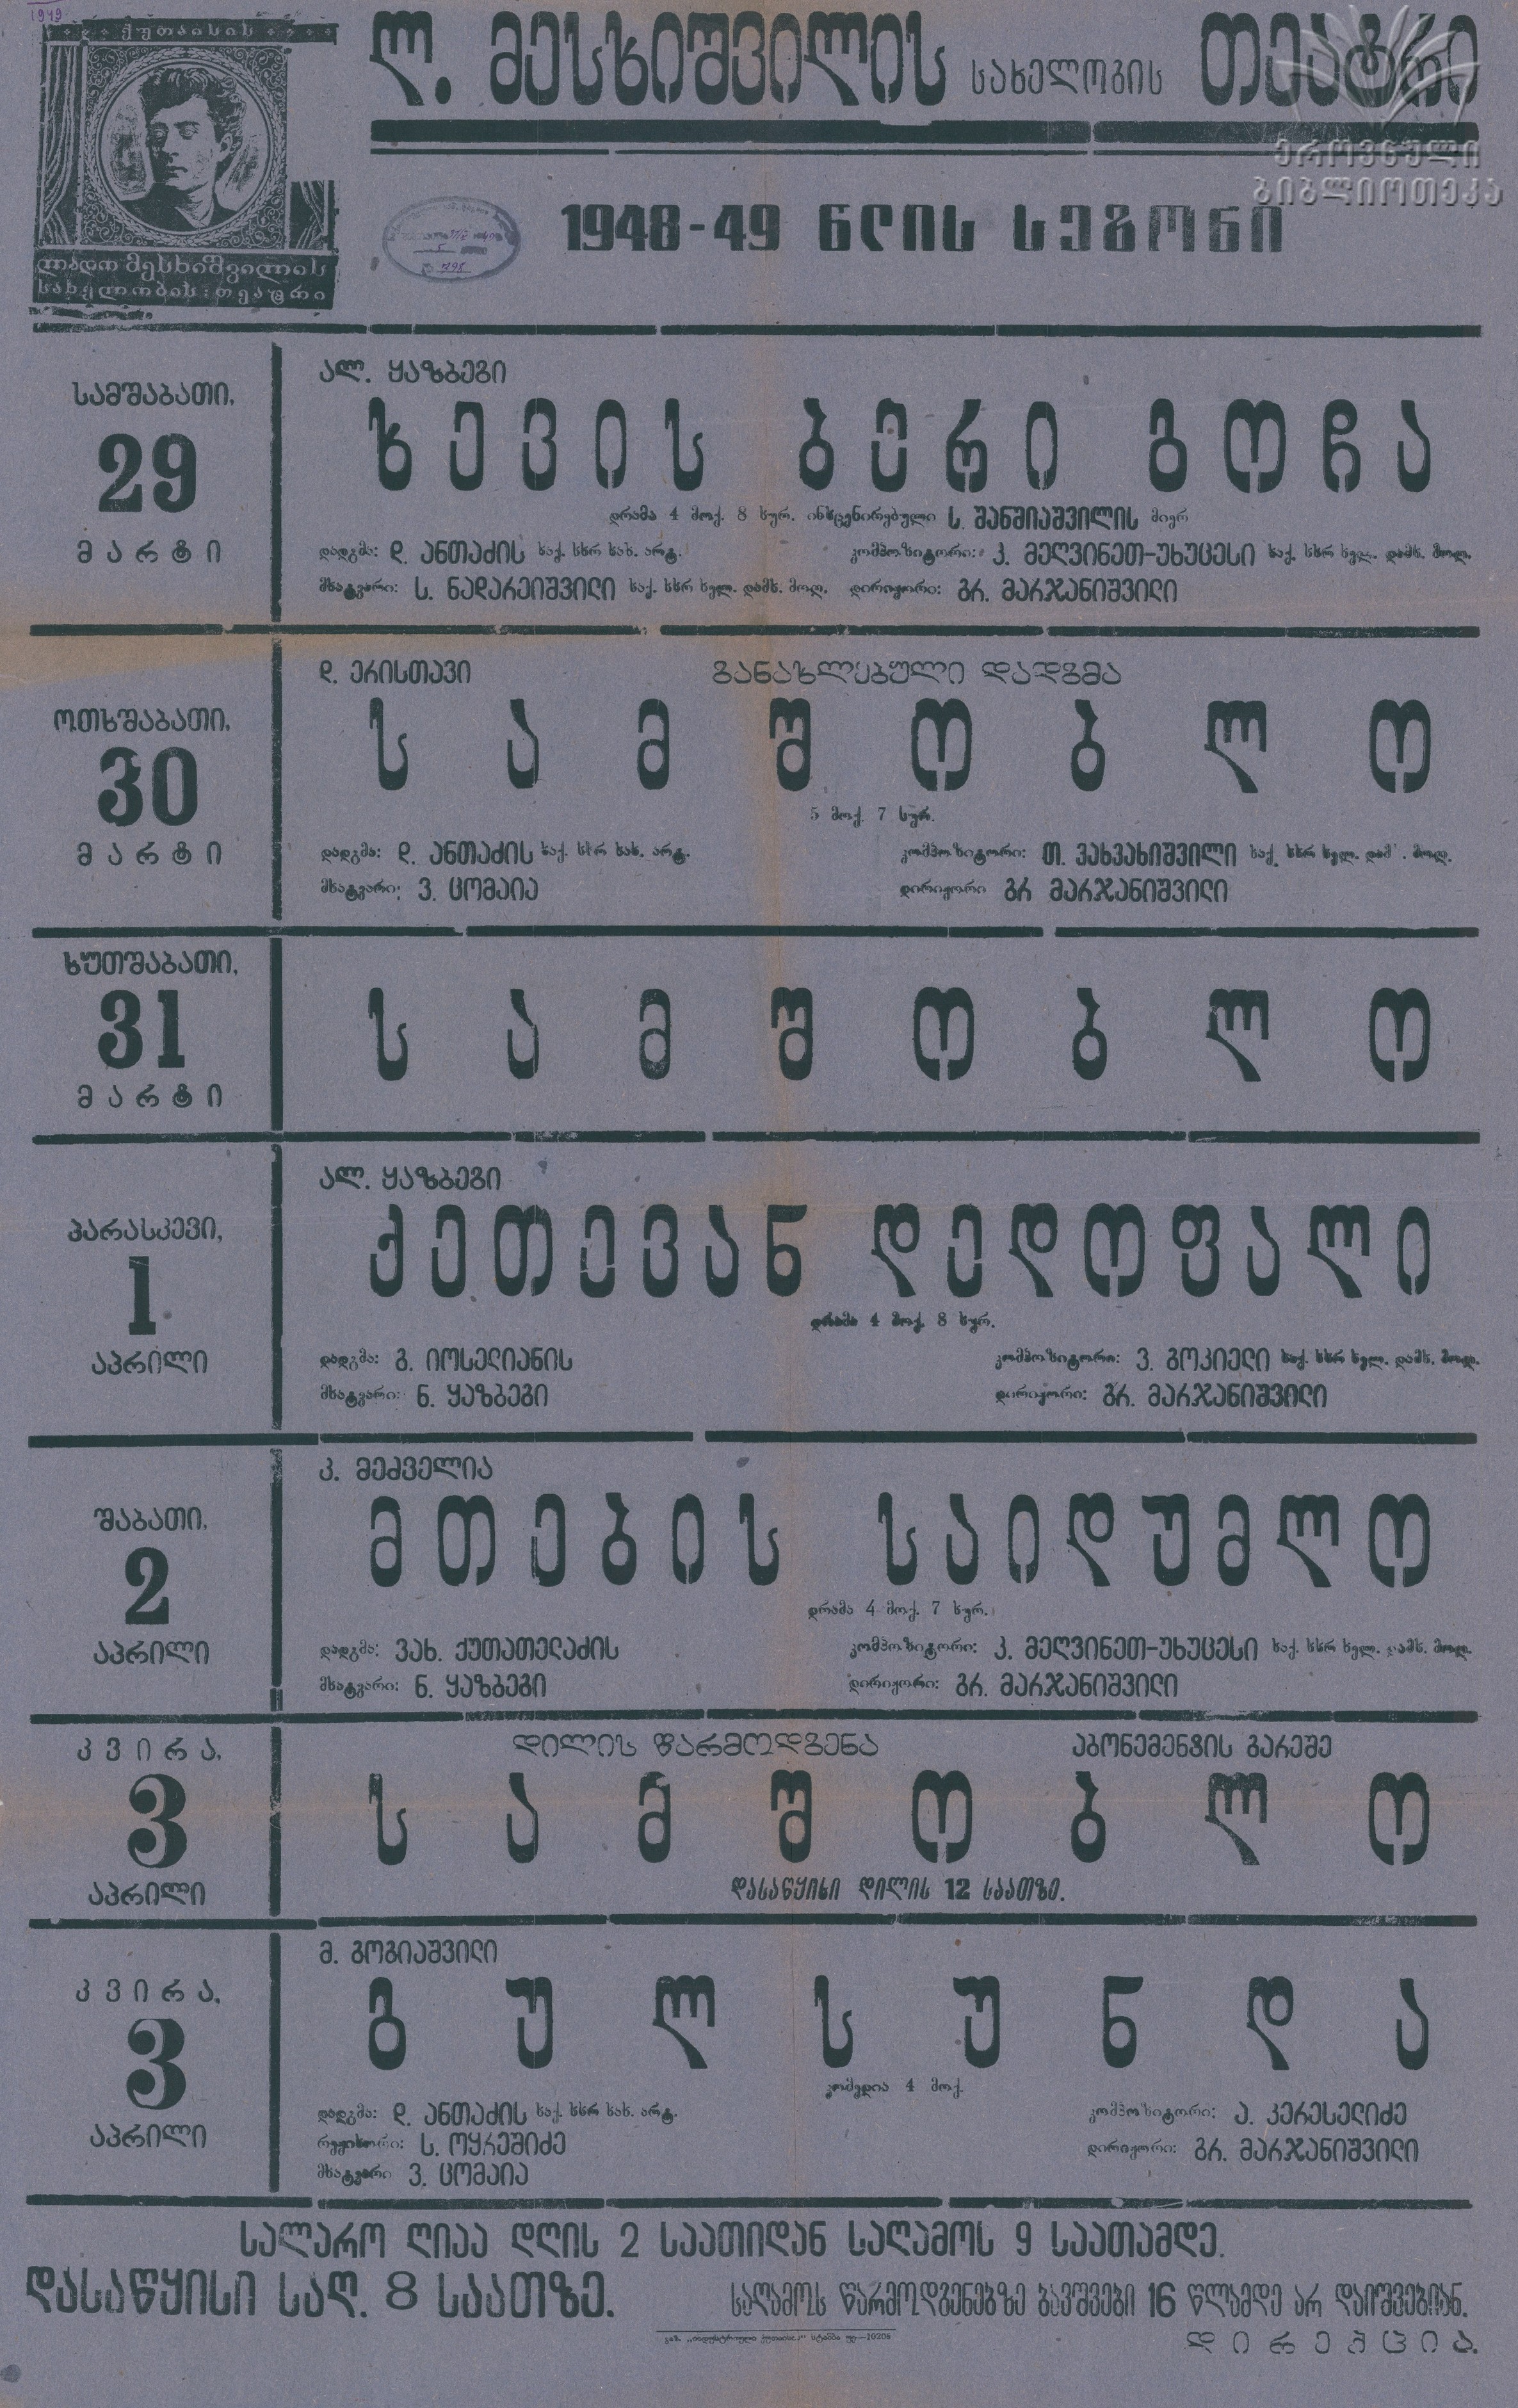 1949
ქუთაისის
ლადო მესხიშვილის
სახელობის თეატრი
ლ. მესხიშვილის სახელობის თეატრი
ეროვნული
ბიბლიოთეკა
1948-49 წლის სეზონი
სამშაბათი,
29
მარტი
ალ. ყაზბეგი
ხევის ბერი გოჩა
დრამა 4 მოქ. 8 სურ. ინსცენირებული ს. შანშიაშვილის მიერ
დადგმა: დ. ანთაძის საქ. სსრ სახ. არტ. კომპოზიტორი: კ. მეღვინეთ-უხუცესი საქ. სსრ ხელ. დამს. მოღ.
მხატვარი: ს. ნადარეიშვილი საქ. სსრ ხელ. დამს. მოღ. დირიჟორი: გრ. მარჯანიშვილი
ოთხშაბათი,
30
მარტი
დ. ერისთავი განახლებული დადგმა
სამშობლო
5 მოქ. 7 სურ.
დადგმა: დ. ანთაძის საქ. სსრ სახ. არტ. კომპოზიტორი: თ. ვახვახიშვილი საქ. სსრ ხელ. დამ . მოღ.
მხატვარი: ვ. ცომაია დირიჟორი გრ მარჯანიშვილი
ხუთშაბათი,
31
მარტი
სამშობლო
პარასკევი,
1
აპრილი
ალ. ყაზბეგი
ქეთევან დედოფალი
დრამა 4 მოქ. 8 სურ.
დადგმა: გ. იოსელიანის კომპოზიტორი: ვ. გოკიელი საქ. სსრ ხელ. დამს. მოღ.
მხატვარი: ნ. ყაზბეგი დირიჟორი: გრ. მარჯანიშვილი
შაბათი,
2
აპრილი
კ. მეძველია
მთების საიდუმლო
დრამა 4 მოქ. 7 სურ.
დადგმა: ვახ. ქუთათელაძის კომპოზიტორი: კ. მეღვინეთ-უხუცესი საქ. სსრ ხელ. დამს. მოღ.
მხატვარი: ნ. ყაზბეგი დირიჟორი: გრ. მარჯანიშვილი
კვირა,
3
აპრილი
დილის წარმოდგენა აბონემენტის გარეშე
სამშობლო
დასაწყისი დილის 12 საათზე.
კვირა,
3
აპრილი
მ. გოგიაშვილი
გულსუნდა
კომედია 4 მოქ.
დადგმა: დ. ანთაძის საქ. სსრ სახ. არტ. კომპოზიტორი: ა. კერესელიძე
რეჟისორი: ს. ოყრეშიძე დირიჟორი: გრ. მარჯანიშვილი
მხატვარი ვ. ცომაია
სალარო ღიაა დღის 2 საათიდან საღამოს 9 საათამდე.
დასაწყისი საღ. 8 საათზე. საღამოს წარმოდგენებზე ბავშვები 16 წლამდე არ დაიშვებიან.
დირექცია.